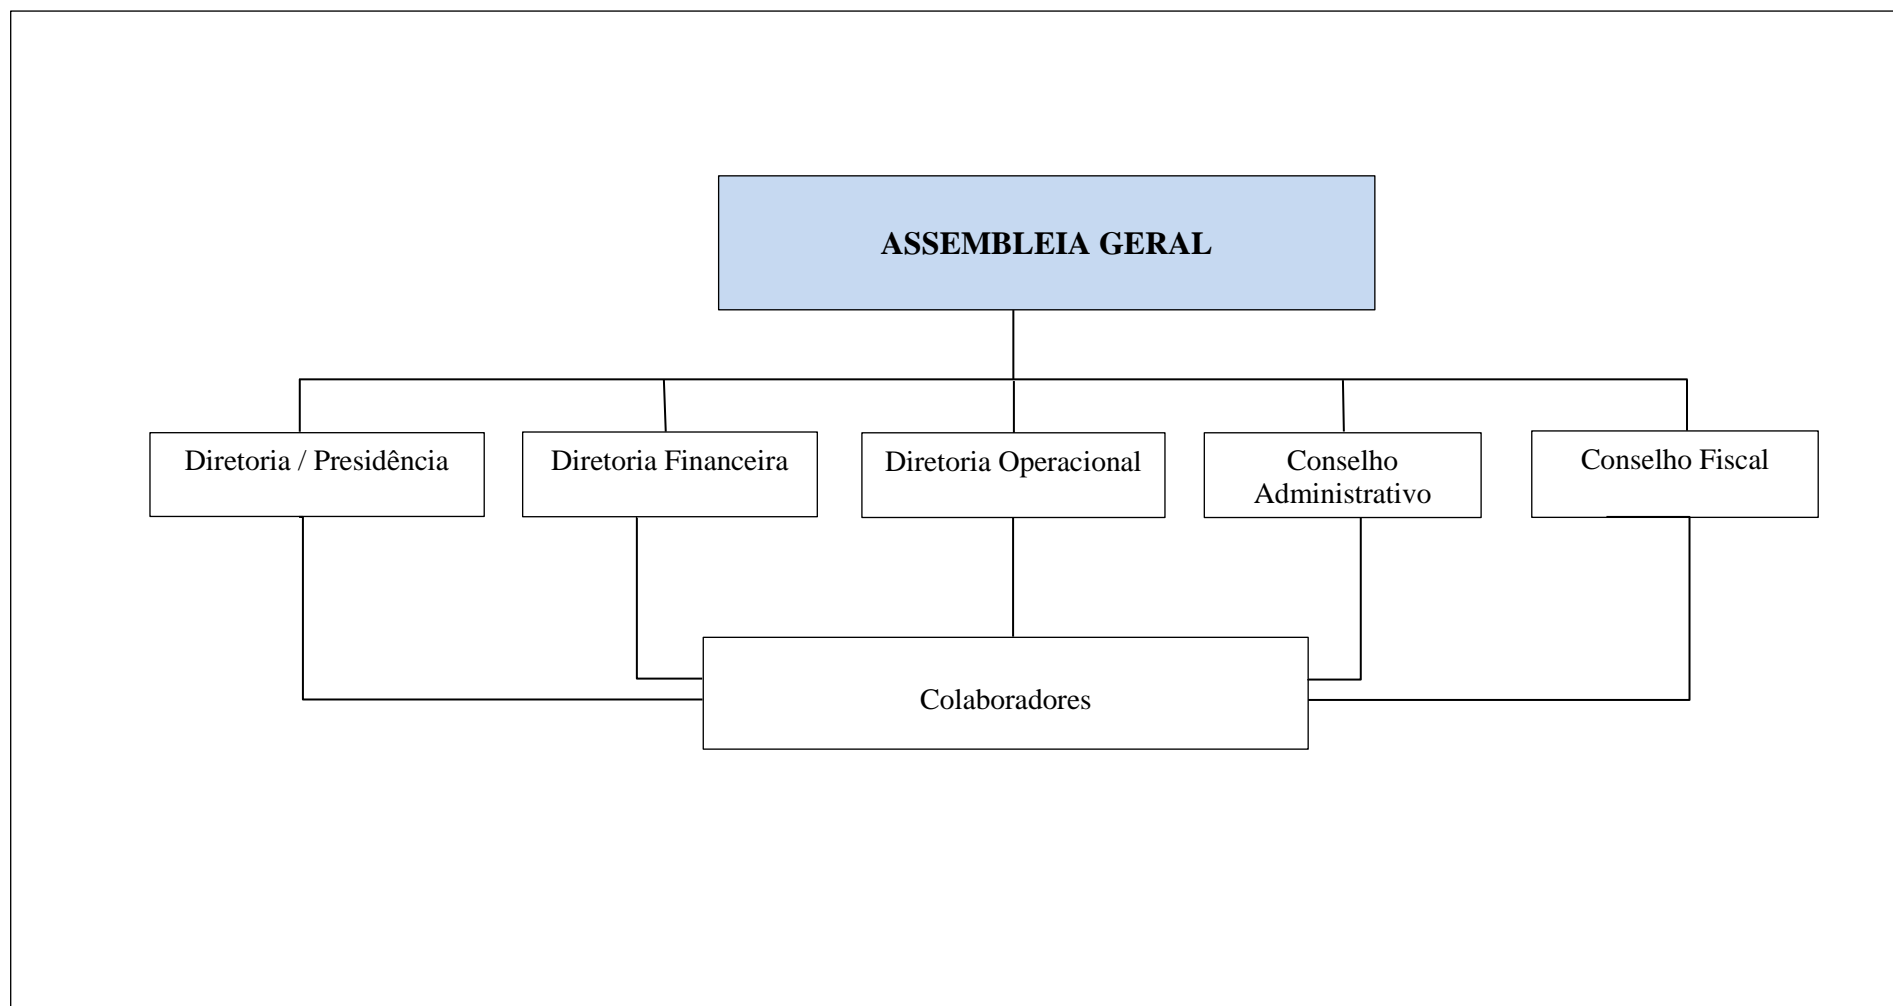 ASSEMBLEIA GERAL
Diretoria / Presidência
Diretoria Financeira
Diretoria Operacional
Conselho
Administrativo
Conselho Fiscal
Colaboradores